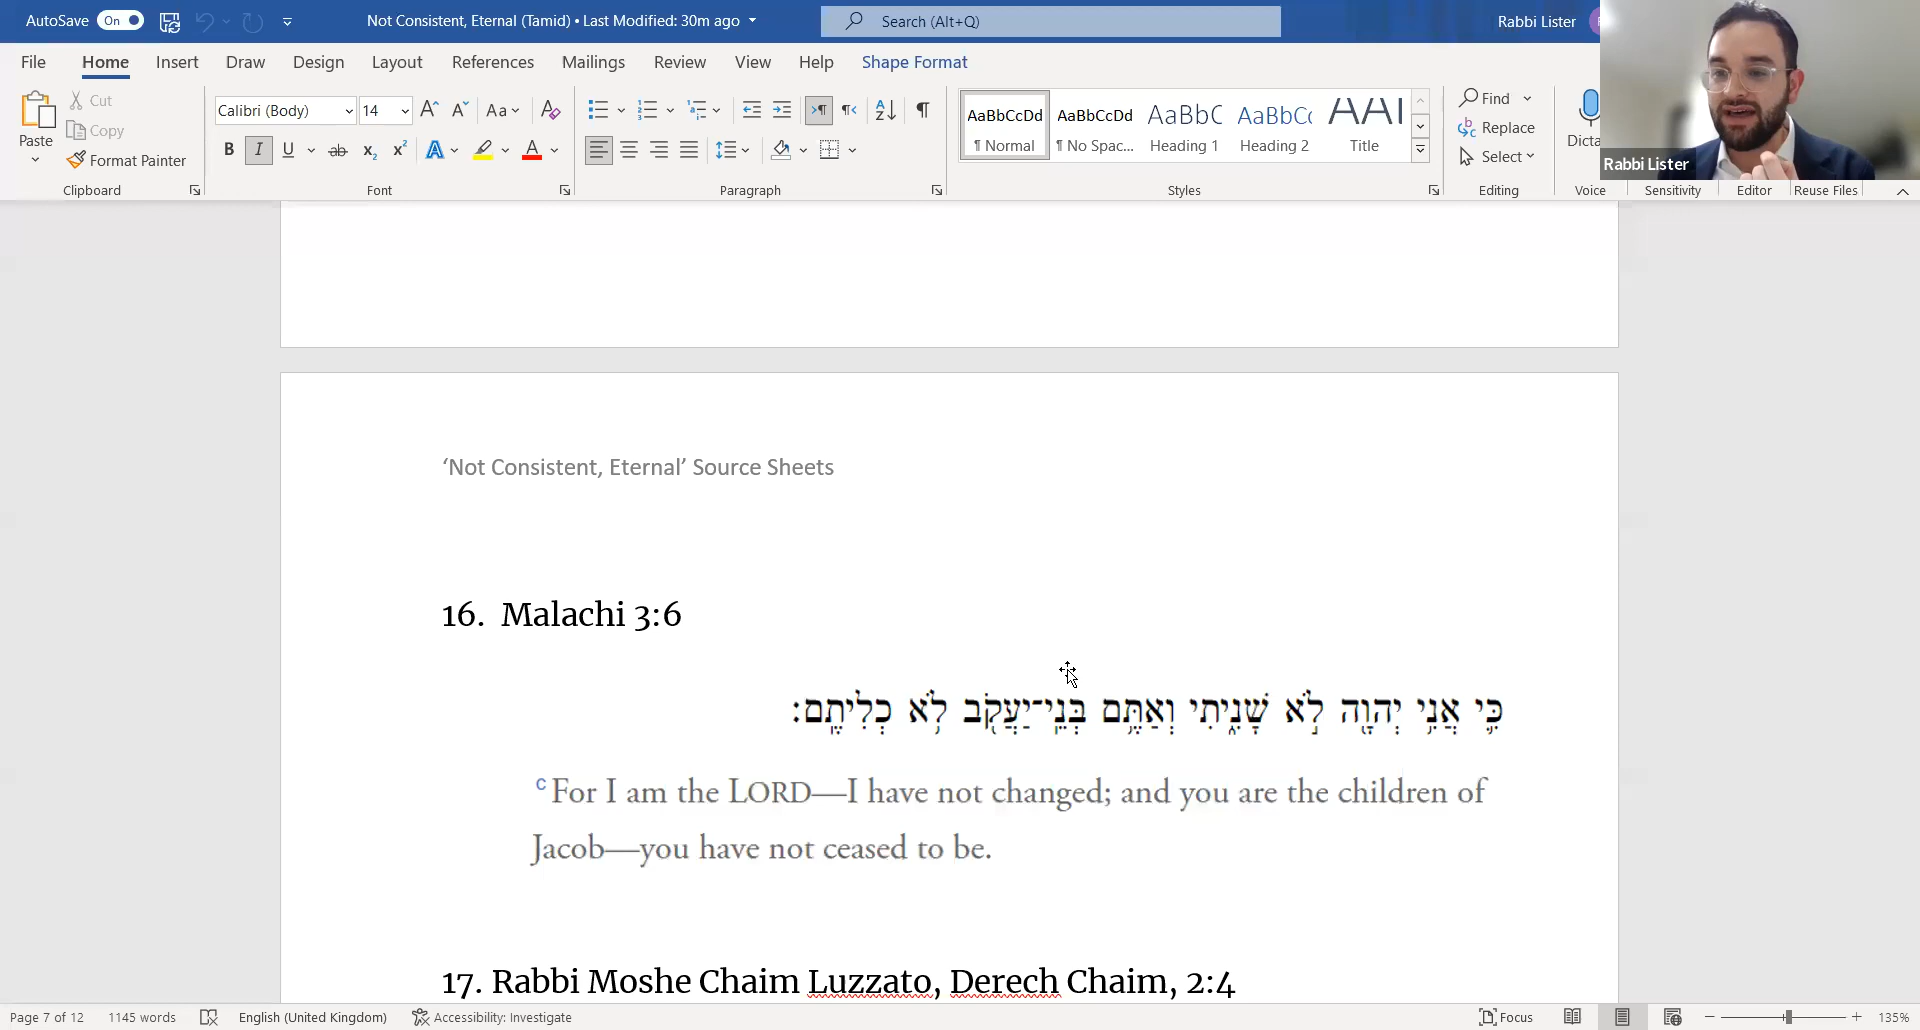 AutoSave On Not Consistent, Eternal (Tamid) • Last Modified: 30m ago Search (Alt+Q) Rabbi Lister
File Home Insert Draw Design Layout References Mailings Review View Help Shape Format
Calibri (Body) 14 Aa AaBbCcDd AaBbCcDd AaBbC AaBbC AAI
Paste Cut Copy Format Painter
¶ Normal ¶ No Spac... Heading 1 Heading 2 Title
Find Replace Select
Rabbi Lister
Clipboard Font Paragraph Styles Editing Voice Sensitivity Editor Reuse Files
‘Not Consistent, Eternal’ Source Sheets
16. Malachi 3:6
כִּ֛י אֲנִ֥י יְהוָ֖ה לֹ֣א שָׁנִ֑יתִי וְאַתֶּ֥ם בְּנֵֽי־יַעֲקֹ֖ב לֹ֥א כְלִיתֶֽם׃
c For I am the LORD—I have not changed; and you are the children of
Jacob—you have not ceased to be.
17. Rabbi Moshe Chaim Luzzato, Derech Chaim, 2:4
Page 7 of 12 1145 words English (United Kingdom) Accessibility: Investigate Focus 135%